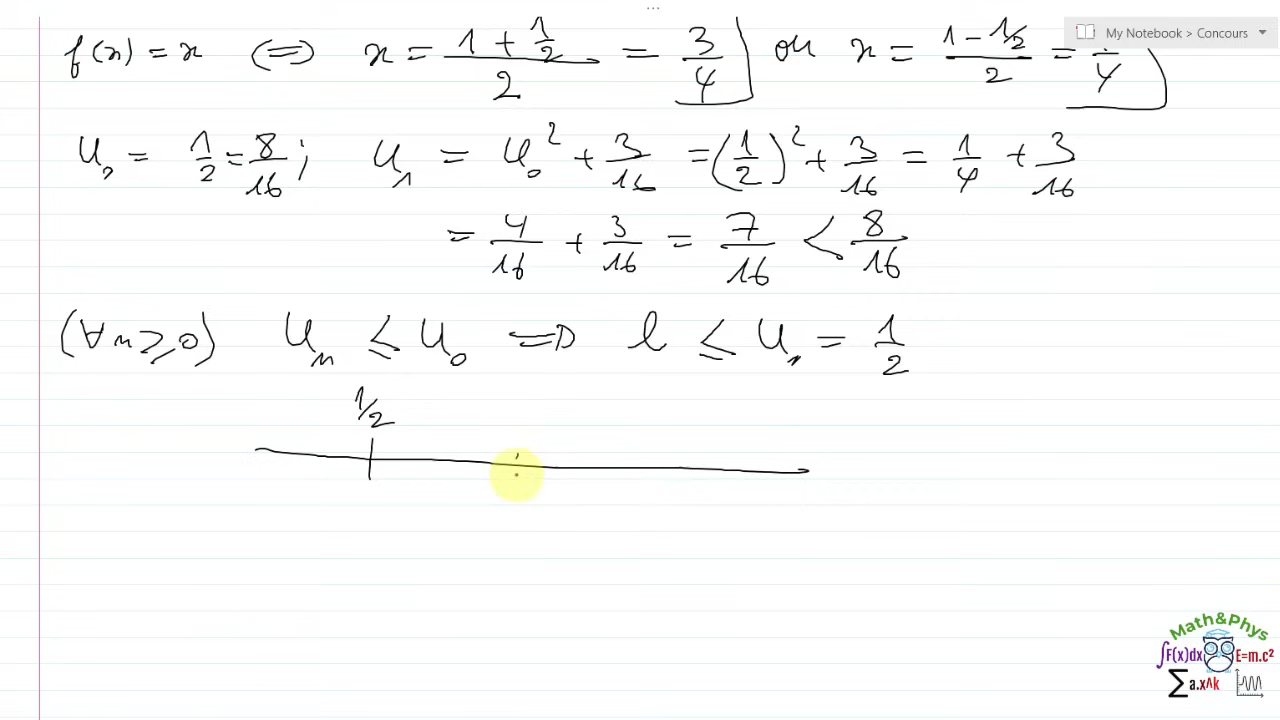 f(x) = x ⟺ x = (1 + 1/2)/2 = 3/4 ou x = (1 - 1/2)/2 = 1/4
My Notebook > Concours
U₀ = 1/2 = 8/16 ; U₁ = U₀² + 3/16 = (1/2)² + 3/16 = 1/4 + 3/16
= 4/16 + 3/16 = 7/16 < 8/16
(∀n ⩾ 0) Uₙ ≤ U₀ ⟹ l ≤ U₀ = 1/2
1/2
Math&Phys
∫F(x)dx E=m.c²
∑ a.x∧k